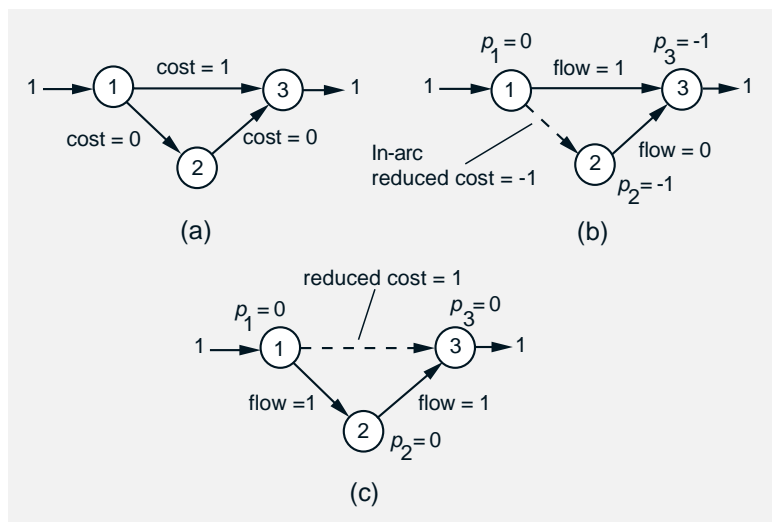 1 1 cost = 1 3 1
cost = 0 cost = 0
2
(a)
p1= 0 p3= -1
1 1 flow = 1 3 1
In-arc
reduced cost = -1
2 flow = 0
p2= -1
(b)
reduced cost = 1
p1= 0 p3= 0
1 1 3 1
flow =1 flow = 1
2 p2= 0
(c)